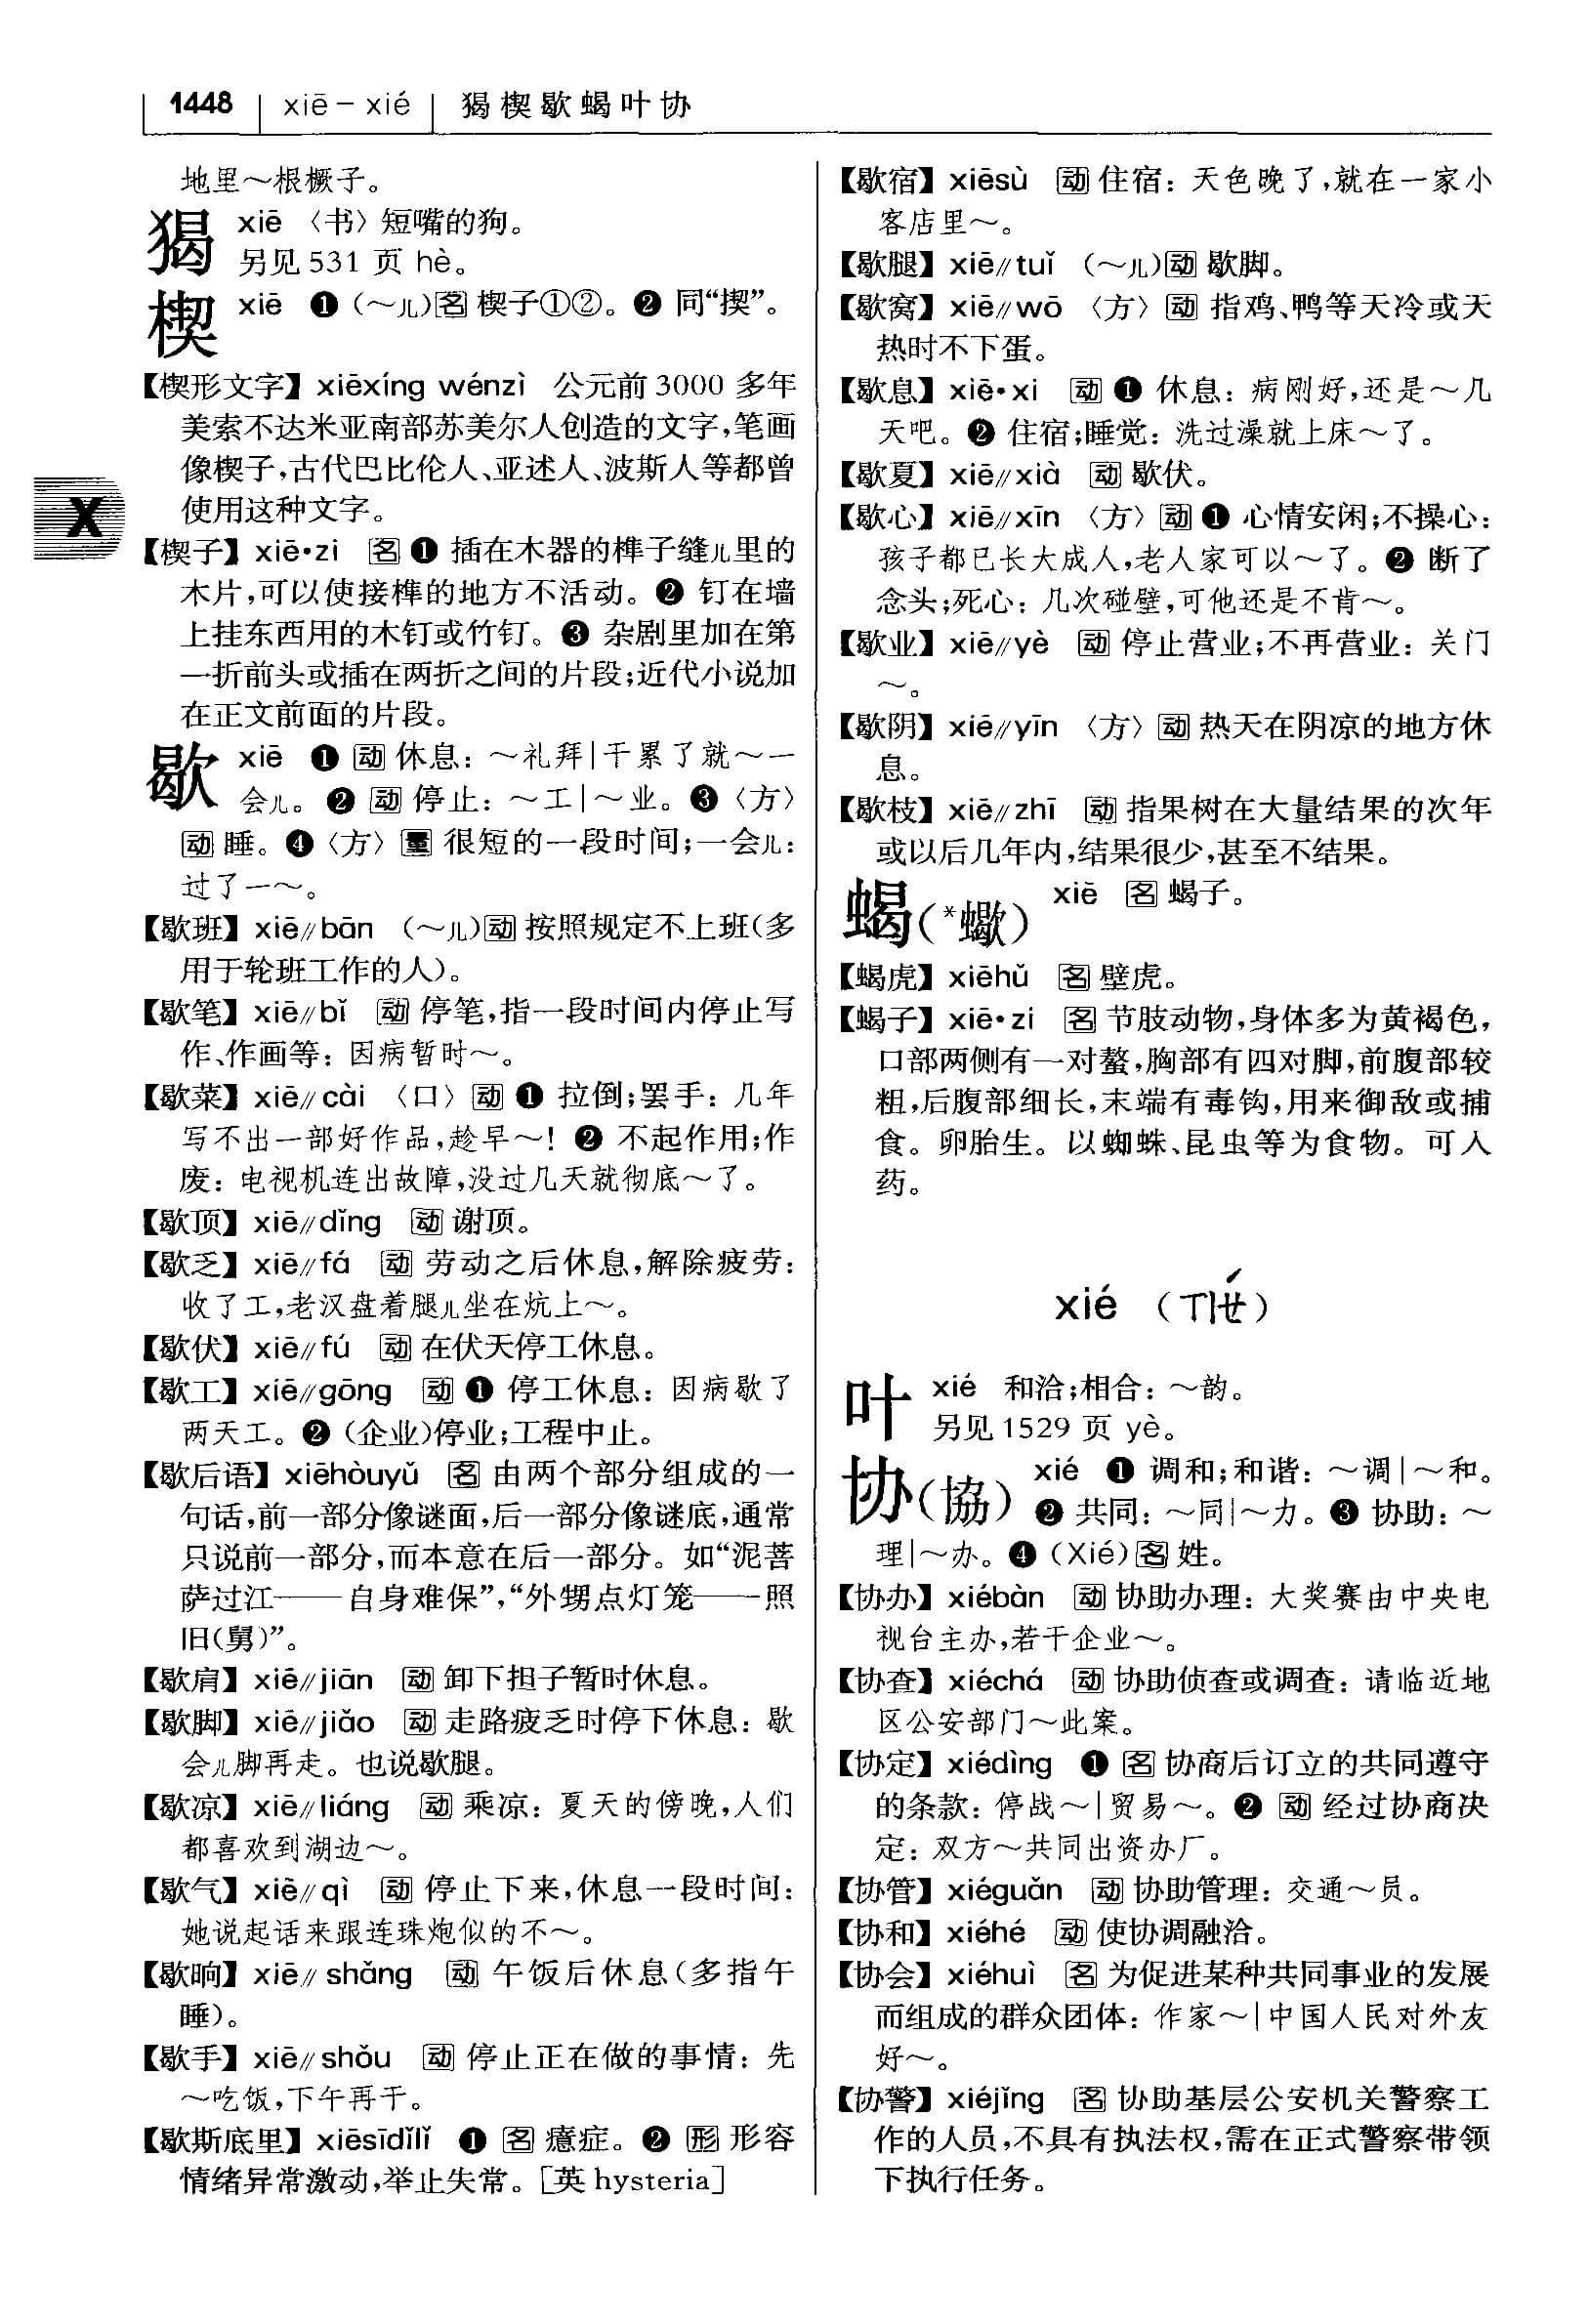 1448 xiē－xié 猲楔歇蝎叶协
地里～根橛子。
猲 xiē 〈书〉短嘴的狗。
另见531 页 hè。
楔 xiē ❶（～儿）名 楔子①②。❷ 同“揳”。
【楔形文字】xiēxíng wénzì 公元前3000 多年
美索不达米亚南部苏美尔人创造的文字，笔画
像楔子，古代巴比伦人、亚述人、波斯人等都曾
使用这种文字。
【楔子】xiē·zi 名 ❶ 插在木器的榫子缝儿里的
木片，可以使接榫的地方不活动。❷ 钉在墙
上挂东西用的木钉或竹钉。❸ 杂剧里加在第
一折前头或插在两折之间的片段；近代小说加
在正文前面的片段。
歇 xiē ❶ 动 休息：～礼拜|干累了就～一
会儿。❷ 动 停止：～工|～业。❸〈方〉
动 睡。❹〈方〉量 很短的一段时间；一会儿：
过了一～。
【歇班】xiē//bān （～儿）动 按照规定不上班（多
用于轮班工作的人）。
【歇笔】xiē//bǐ 动 停笔，指一段时间内停止写
作、作画等：因病暂时～。
【歇菜】xiē//cài 〈口〉动 ❶ 拉倒；罢手：几年
写不出一部好作品，趁早～！❷ 不起作用；作
废：电视机连出故障，没过几天就彻底～了。
【歇顶】xiē//dǐng 动 谢顶。
【歇乏】xiē//fá 动 劳动之后休息，解除疲劳：
收了工，老汉盘着腿儿坐在炕上～。
【歇伏】xiē//fú 动 在伏天停工休息。
【歇工】xiē//gōng 动 ❶ 停工休息：因病歇了
两天工。❷（企业）停业；工程中止。
【歇后语】xiēhòuyǔ 名 由两个部分组成的一
句话，前一部分像谜面，后一部分像谜底，通常
只说前一部分，而本意在后一部分。如“泥菩
萨过江——自身难保”，“外甥点灯笼——照
旧（舅）”。
【歇肩】xiē//jiān 动 卸下担子暂时休息。
【歇脚】xiē//jiǎo 动 走路疲乏时停下休息：歇
会儿脚再走。也说歇腿。
【歇凉】xiē//liáng 动 乘凉：夏天的傍晚，人们
都喜欢到湖边～。
【歇气】xiē//qì 动 停止下来，休息一段时间：
她说起话来跟连珠炮似的不～。
【歇晌】xiē//shǎng 动 午饭后休息（多指午
睡）。
【歇手】xiē//shǒu 动 停止正在做的事情：先
～吃饭，下午再干。
【歇斯底里】xiēsīdǐlǐ ❶ 名 癔症。❷ 形 形容
情绪异常激动，举止失常。［英 hysteria］
X
【歇宿】xiēsù 动 住宿：天色晚了，就在一家小
客店里～。
【歇腿】xiē//tuǐ （～儿）动 歇脚。
【歇窝】xiē//wō 〈方〉动 指鸡、鸭等天冷或天
热时不下蛋。
【歇息】xiē·xi 动 ❶ 休息：病刚好，还是～几
天吧。❷ 住宿；睡觉：洗过澡就上床～了。
【歇夏】xiē//xià 动 歇伏。
【歇心】xiē//xīn 〈方〉动 ❶ 心情安闲；不操心：
孩子都已长大成人，老人家可以～了。❷ 断了
念头；死心：几次碰壁，可他还是不肯～。
【歇业】xiē//yè 动 停止营业；不再营业：关门
～。
【歇阴】xiē//yīn 〈方〉动 热天在阴凉的地方休
息。
【歇枝】xiē//zhī 动 指果树在大量结果的次年
或以后几年内，结果很少，甚至不结果。
蝎（*蠍） xiē 名 蝎子。
【蝎虎】xiēhǔ 名 壁虎。
【蝎子】xiē·zi 名 节肢动物，身体多为黄褐色，
口部两侧有一对螯，胸部有四对脚，前腹部较
粗，后腹部细长，末端有毒钩，用来御敌或捕
食。卵胎生。以蜘蛛、昆虫等为食物。可入
药。
xié （ㄒㄧㄝˊ）
叶 xié 和洽；相合：～韵。
另见1529 页 yè。
协（協） xié ❶ 调和；和谐：～调|～和。
❷ 共同：～同|～力。❸ 协助：～
理|～办。❹（Xié）名 姓。
【协办】xiébàn 动 协助办理：大奖赛由中央电
视台主办，若干企业～。
【协查】xiéchá 动 协助侦查或调查：请临近地
区公安部门～此案。
【协定】xiédìng ❶ 名 协商后订立的共同遵守
的条款：停战～|贸易～。❷ 动 经过协商决
定：双方～共同出资办厂。
【协管】xiéguǎn 动 协助管理：交通～员。
【协和】xiéhé 动 使协调融洽。
【协会】xiéhuì 名 为促进某种共同事业的发展
而组成的群众团体：作家～|中国人民对外友
好～。
【协警】xiéjǐng 名 协助基层公安机关警察工
作的人员，不具有执法权，需在正式警察带领
下执行任务。